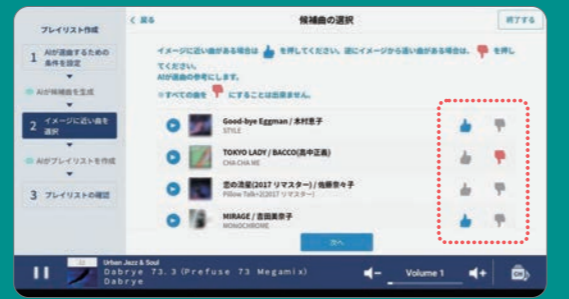 プレイリスト作成
1 AIが選曲するための
条件を設定
AIが候補曲を生成
2 イメージに近い曲を
選択
AIがプレイリストを作成
3 プレイリストの確認
戻る
候補曲の選択
終了する
イメージに近い曲がある場合は を押してください。逆にイメージから遠い曲がある場合は、 を押し
てください。
AIが選曲の参考にします。
※すべての曲を にすることは出来ません。
Good-bye Eggman / 木村恵子
STYLE
TOKYO LADY / BACCO(高中正義)
CHA CHA ME
恋の流星(2017 リマスター) / 佐藤奈々子
Pillow Talk+2(2017 リマスター)
MIRAGE / 吉田美奈子
MONOCHROME
次へ
Urban Jazz & Soul
Dabrye 73.3 (Prefuse 73 Megamix)
Dabrye
Volume 1
CH